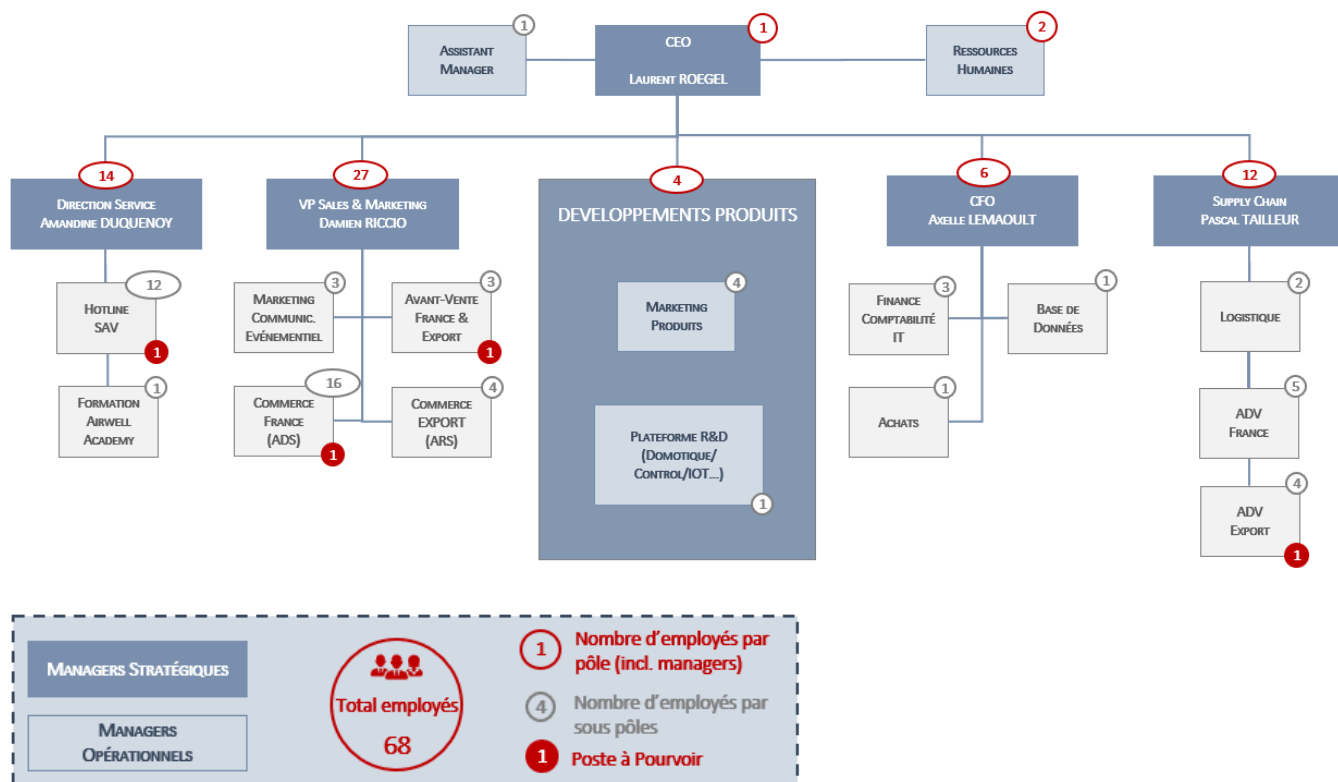 1
ASSISTANT
MANAGER
1
CEO
LAURENT ROEGEL
2
RESSOURCES
HUMAINES
14
DIRECTION SERVICE
AMANDINE DUQUENOY
27
VP SALES & MARKETING
DAMIEN RICCIO
4
DEVELOPPEMENTS PRODUITS
6
CFO
AXELLE LEMAOULT
12
SUPPLY CHAIN
PASCAL TAILLEUR
12
HOTLINE
SAV
1
1
FORMATION
AIRWELL
ACADEMY
3
MARKETING
COMMUNIC.
EVÉNEMENTIEL
3
AVANT-VENTE
FRANCE &
EXPORT
1
16
COMMERCE
FRANCE
(ADS)
1
4
COMMERCE
EXPORT
(ARS)
4
MARKETING
PRODUITS
PLATEFORME R&D
(DOMOTIQUE/
CONTROL/IOT...)
1
3
FINANCE
COMPTABILITÉ
IT
1
BASE DE
DONNÉES
1
ACHATS
2
LOGISTIQUE
5
ADV
FRANCE
4
ADV
EXPORT
1
MANAGERS STRATÉGIQUES
MANAGERS
OPÉRATIONNELS
Total employés
68
1
Nombre d'employés par
pôle (incl. managers)
4
Nombre d'employés par
sous pôles
1
Poste à Pourvoir